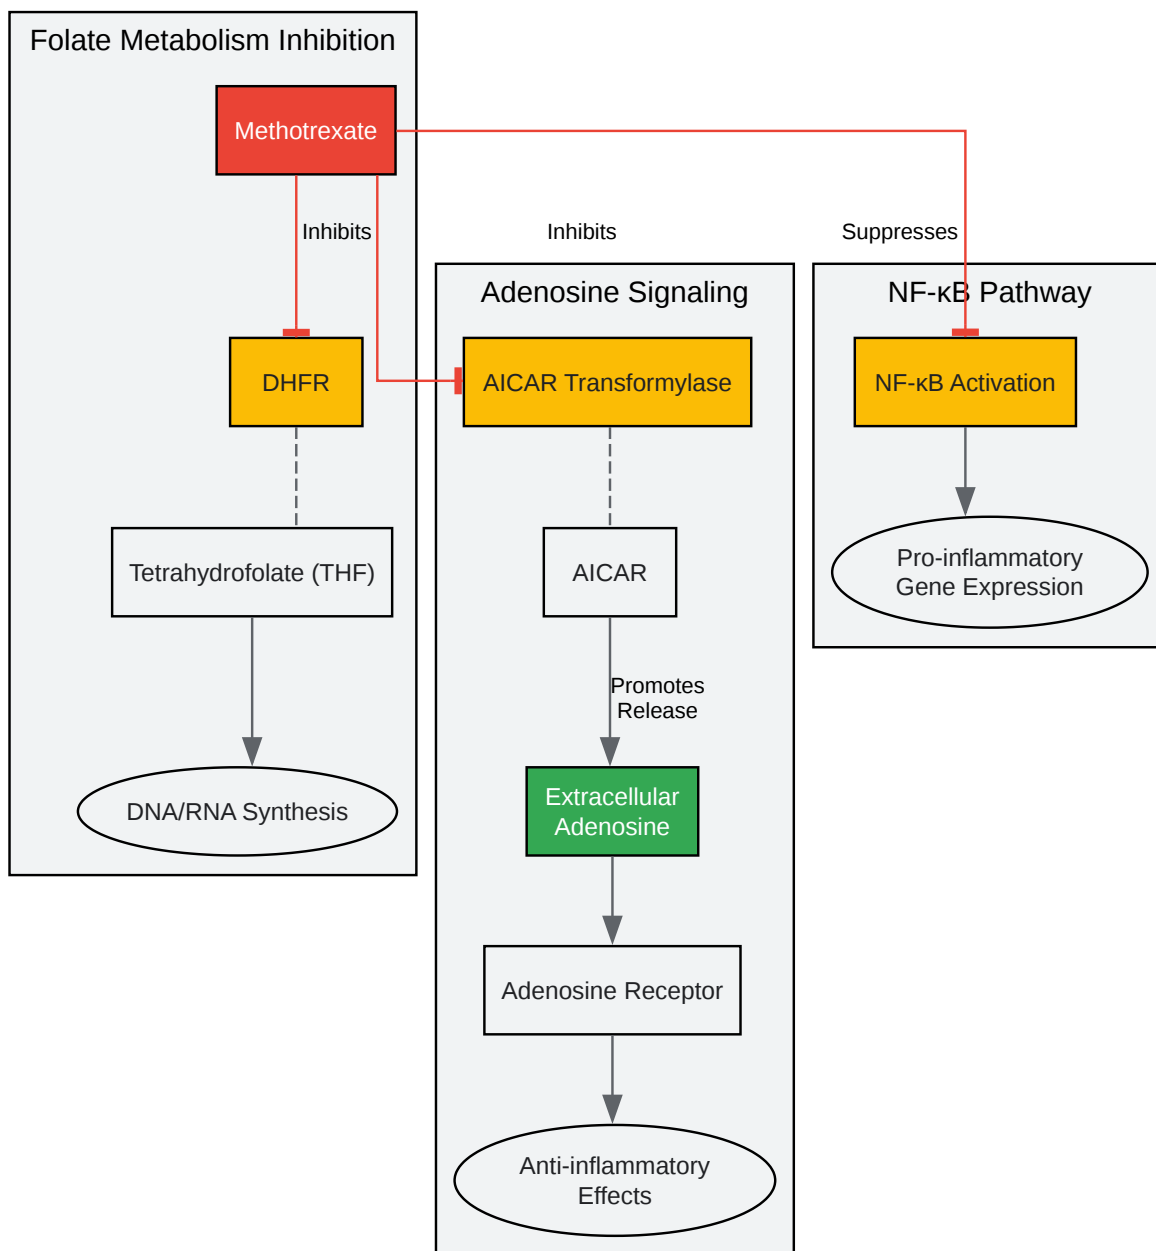 Folate Metabolism Inhibition
Methotrexate
Inhibits
Inhibits
Suppresses
Adenosine Signaling
NF-κB Pathway
DHFR
AICAR Transformylase
NF-κB Activation
Tetrahydrofolate (THF)
AICAR
Pro-inflammatory
Gene Expression
Promotes
Release
DNA/RNA Synthesis
Extracellular
Adenosine
Adenosine Receptor
Anti-inflammatory
Effects